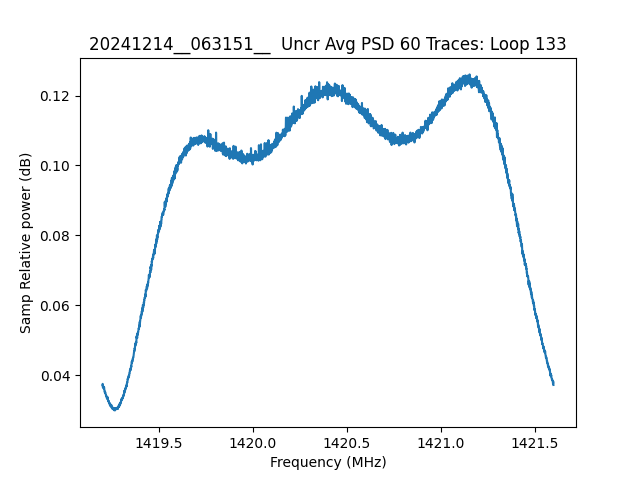 20241214__063151__  Uncr Avg PSD 60 Traces: Loop 133
Samp Relative power (dB)
0.12
0.10
0.08
0.06
0.04
1419.5 1420.0 1420.5 1421.0 1421.5
Frequency (MHz)